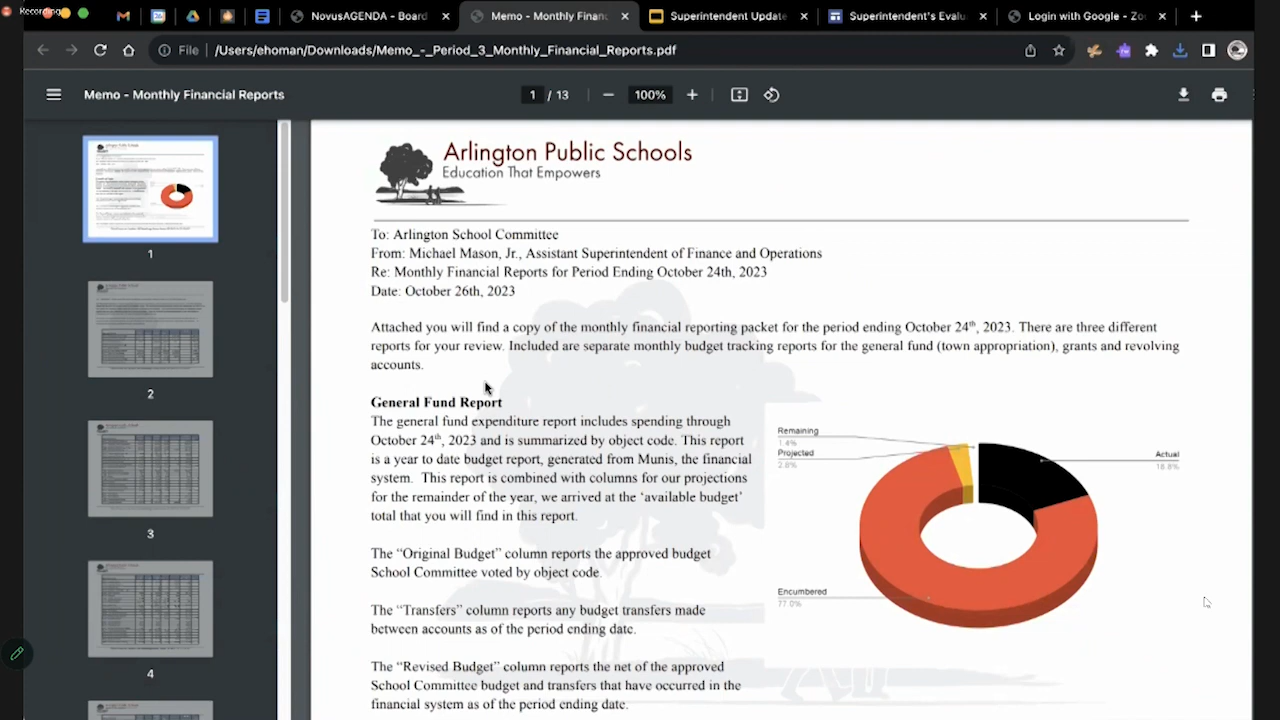 Recording
NovusAGENDA - Board
Memo - Monthly Financ
Superintendent Update
Superintendent's Evalu
Login with Google - Zo
File
/Users/ehoman/Downloads/Memo_-_Period_3_Monthly_Financial_Reports.pdf
Memo - Monthly Financial Reports
1 / 13
100%
1
2
3
4
Arlington Public Schools
Education That Empowers
To: Arlington School Committee
From: Michael Mason, Jr., Assistant Superintendent of Finance and Operations
Re: Monthly Financial Reports for Period Ending October 24th, 2023
Date: October 26th, 2023
Attached you will find a copy of the monthly financial reporting packet for the period ending October 24th, 2023. There are three different
reports for your review. Included are separate monthly budget tracking reports for the general fund (town appropriation), grants and revolving
accounts.
General Fund Report
The general fund expenditure report includes spending through
October 24th, 2023 and is summarized by object code. This report
is a year to date budget report, generated from Munis, the financial
system. This report is combined with columns for our projections
for the remainder of the year, we arrived at the 'available budget'
total that you will find in this report.
The "Original Budget" column reports the approved budget
School Committee voted by object code.
The "Transfers" column reports any budget transfers made
between accounts as of the period ending date.
The "Revised Budget" column reports the net of the approved
School Committee budget and transfers that have occurred in the
financial system as of the period ending date.
Remaining
1.4%
Projected
2.8%
Actual
18.8%
Encumbered
77.0%